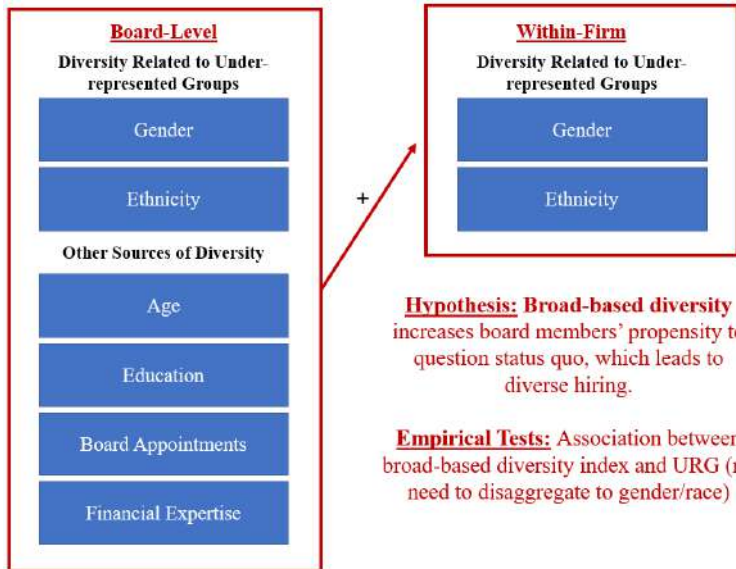 Board-Level
Diversity Related to Under-
represented Groups
Gender
Ethnicity
Other Sources of Diversity
Age
Education
Board Appointments
Financial Expertise
+
Within-Firm
Diversity Related to Under-
represented Groups
Gender
Ethnicity
Hypothesis: Broad-based diversity
increases board members' propensity
question status quo, which leads to
diverse hiring.
Empirical Tests: Association between
broad-based diversity index and URG
need to disaggregate to gender/race)